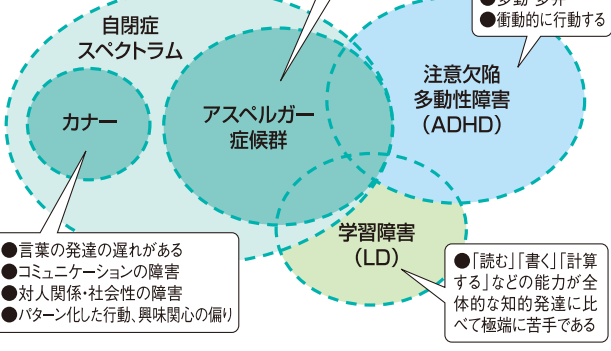 ●多動・多弁
●衝動的に行動する
自閉症
スペクトラム
注意欠陥
多動性障害
（ADHD）
カナー
アスペルガー
症候群
学習障害
（LD）
●言葉の発達の遅れがある
●コミュニケーションの障害
●対人関係・社会性の障害
●パターン化した行動、興味関心の偏り
●「読む」「書く」「計算
する」などの能力が全
体的な知的発達に比
べて極端に苦手である